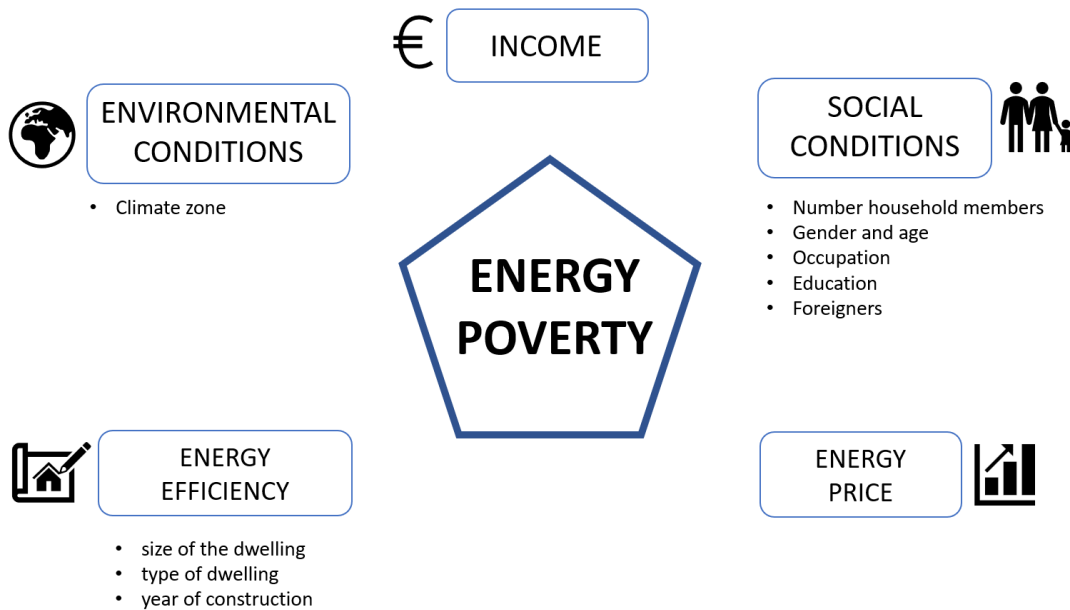 € INCOME
ENVIRONMENTAL
CONDITIONS
• Climate zone
SOCIAL
CONDITIONS
• Number household members
• Gender and age
• Occupation
• Education
• Foreigners
ENERGY
POVERTY
ENERGY
EFFICIENCY
• size of the dwelling
• type of dwelling
• year of construction
ENERGY
PRICE